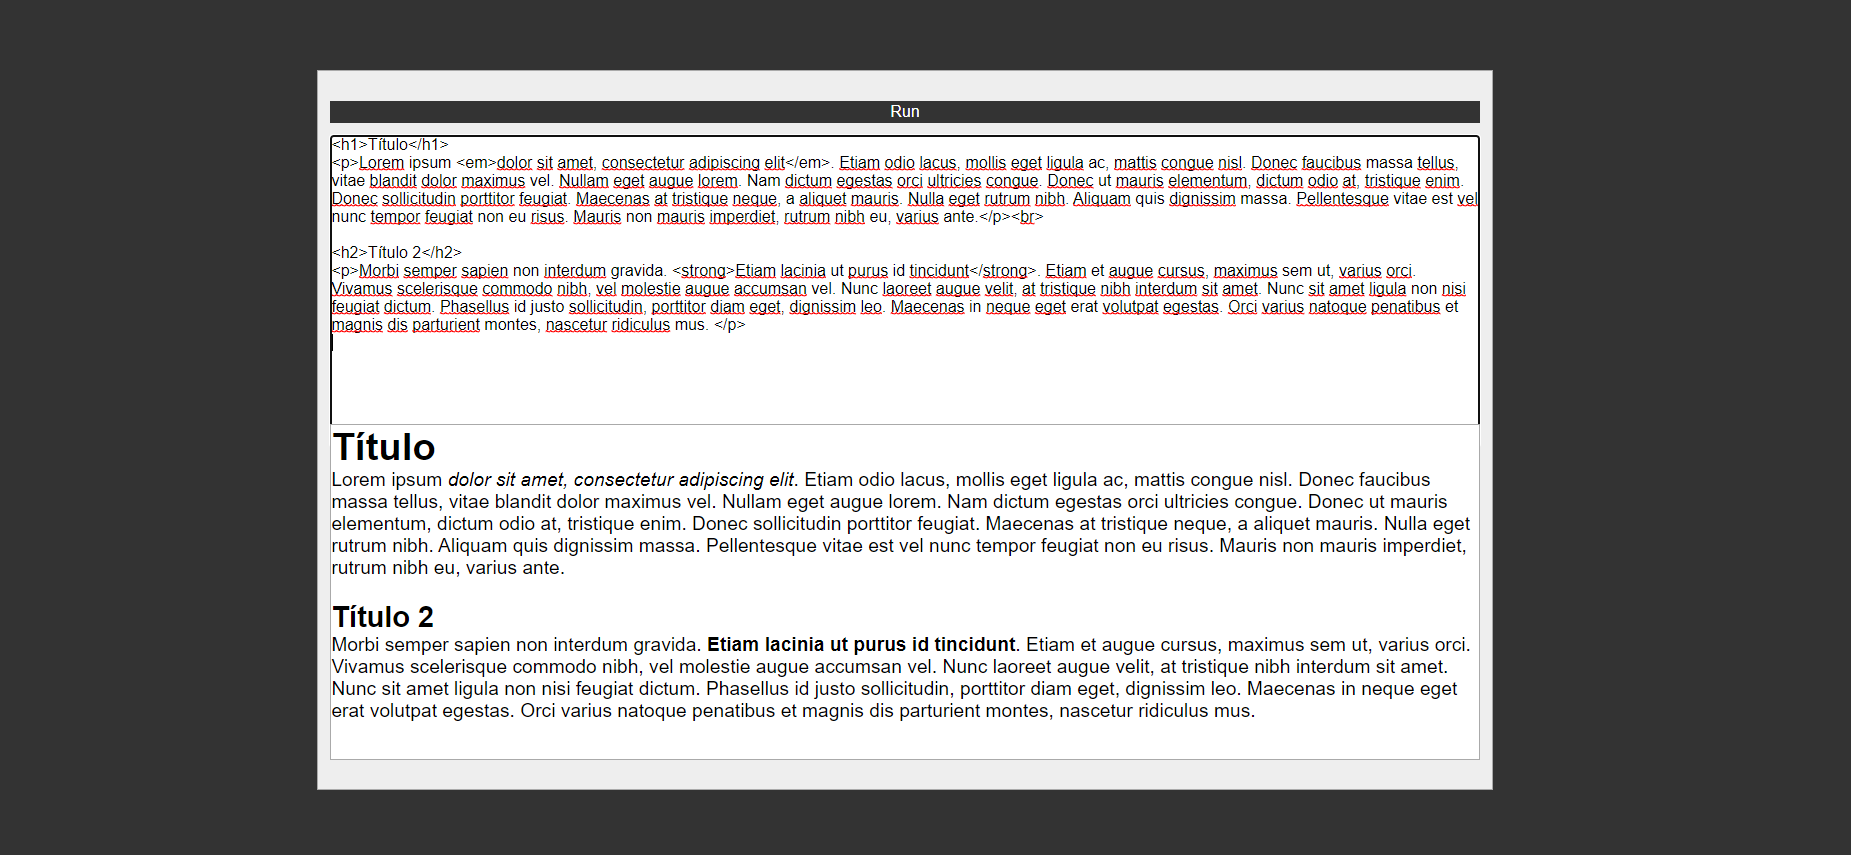 Run
<h1>Título</h1>
<p>Lorem ipsum <em>dolor sit amet, consectetur adipiscing elit</em>. Etiam odio lacus, mollis eget ligula ac, mattis congue nisl. Donec faucibus massa tellus,
vitae blandit dolor maximus vel. Nullam eget augue lorem. Nam dictum egestas orci ultricies congue. Donec ut mauris elementum, dictum odio at, tristique enim.
Donec sollicitudin porttitor feugiat. Maecenas at tristique neque, a aliquet mauris. Nulla eget rutrum nibh. Aliquam quis dignissim massa. Pellentesque vitae est vel
nunc tempor feugiat non eu risus. Mauris non mauris imperdiet, rutrum nibh eu, varius ante.</p><br>
<h2>Título 2</h2>
<p>Morbi semper sapien non interdum gravida. <strong>Etiam lacinia ut purus id tincidunt</strong>. Etiam et augue cursus, maximus sem ut, varius orci.
Vivamus scelerisque commodo nibh, vel molestie augue accumsan vel. Nunc laoreet augue velit, at tristique nibh interdum sit amet. Nunc sit amet ligula non nisi
feugiat dictum. Phasellus id justo sollicitudin, porttitor diam eget, dignissim leo. Maecenas in neque eget erat volutpat egestas. Orci varius natoque penatibus et
magnis dis parturient montes, nascetur ridiculus mus. </p>
Título
Lorem ipsum dolor sit amet, consectetur adipiscing elit. Etiam odio lacus, mollis eget ligula ac, mattis congue nisl. Donec faucibus
massa tellus, vitae blandit dolor maximus vel. Nullam eget augue lorem. Nam dictum egestas orci ultricies congue. Donec ut mauris
elementum, dictum odio at, tristique enim. Donec sollicitudin porttitor feugiat. Maecenas at tristique neque, a aliquet mauris. Nulla eget
rutrum nibh. Aliquam quis dignissim massa. Pellentesque vitae est vel nunc tempor feugiat non eu risus. Mauris non mauris imperdiet,
rutrum nibh eu, varius ante.
Título 2
Morbi semper sapien non interdum gravida. Etiam lacinia ut purus id tincidunt. Etiam et augue cursus, maximus sem ut, varius orci.
Vivamus scelerisque commodo nibh, vel molestie augue accumsan vel. Nunc laoreet augue velit, at tristique nibh interdum sit amet.
Nunc sit amet ligula non nisi feugiat dictum. Phasellus id justo sollicitudin, porttitor diam eget, dignissim leo. Maecenas in neque eget
erat volutpat egestas. Orci varius natoque penatibus et magnis dis parturient montes, nascetur ridiculus mus.